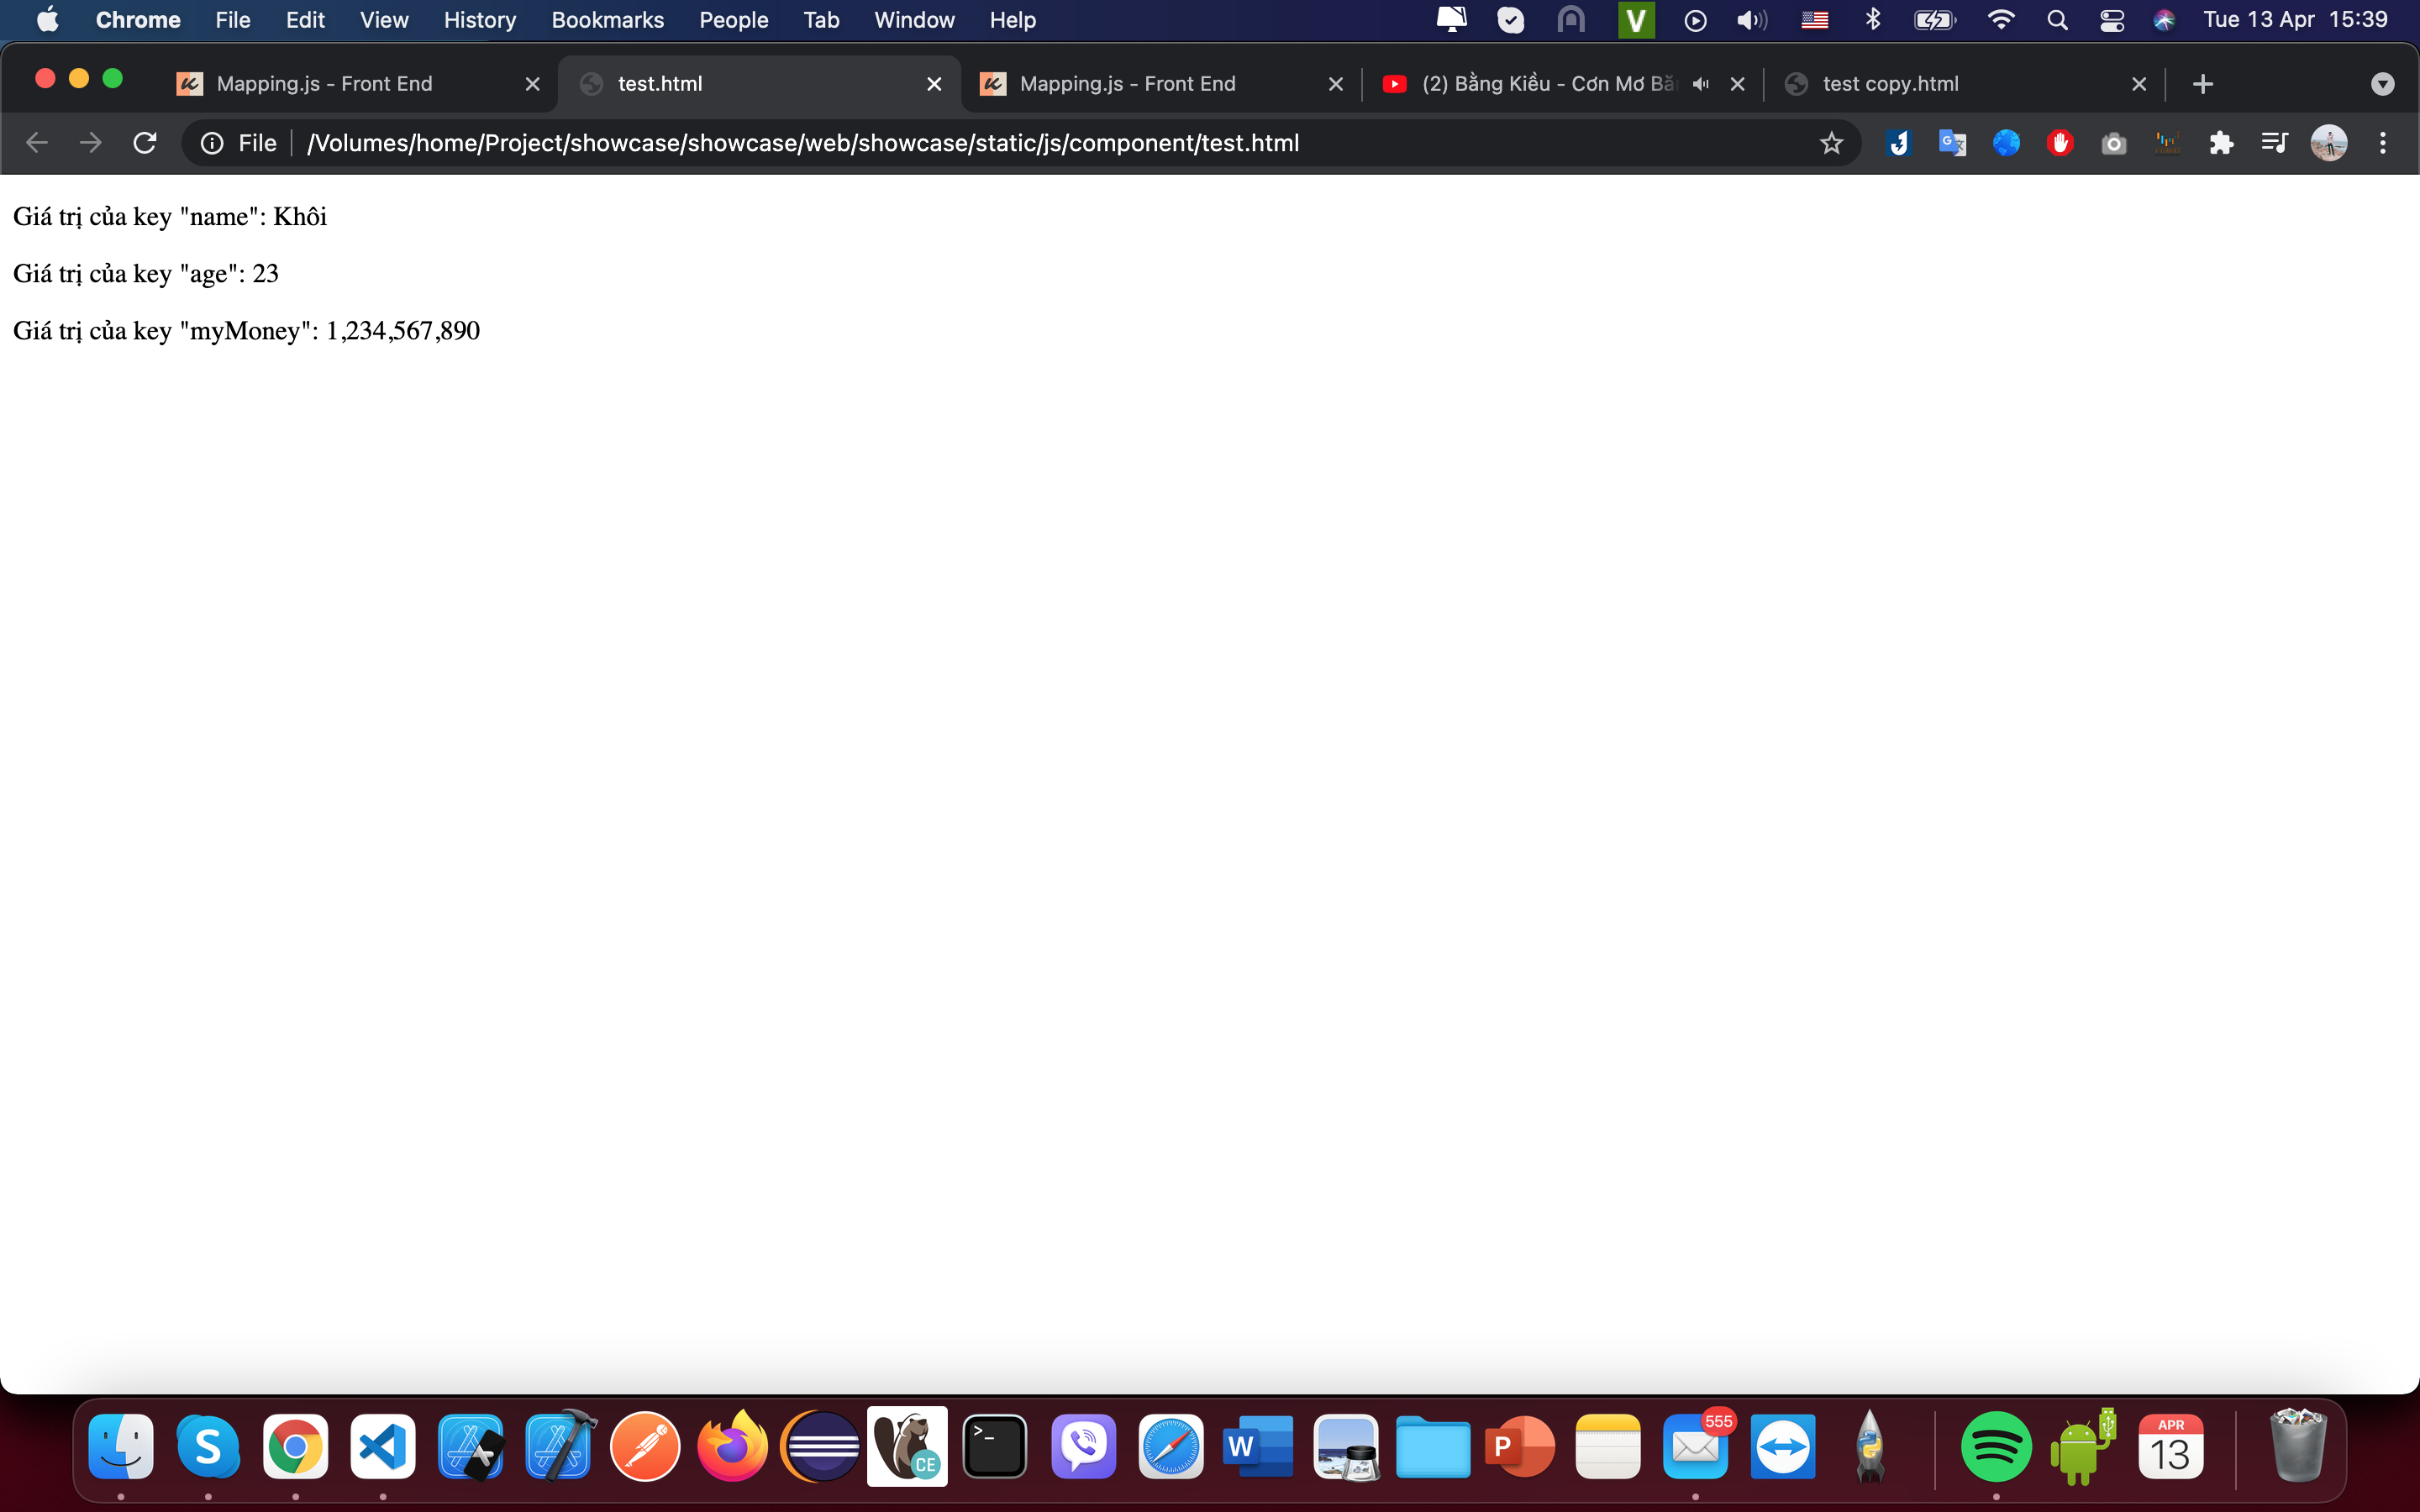 Chrome File Edit View History Bookmarks People Tab Window Help V Tue 13 Apr 15:39
Mapping.js - Front End test.html Mapping.js - Front End (2) Bằng Kiều - Cơn Mơ test copy.html
File /Volumes/home/Project/showcase/showcase/web/showcase/static/js/component/test.html
Giá trị của key "name": Khôi
Giá trị của key "age": 23
Giá trị của key "myMoney": 1,234,567,890
S CE >_ W P 555 APR
13